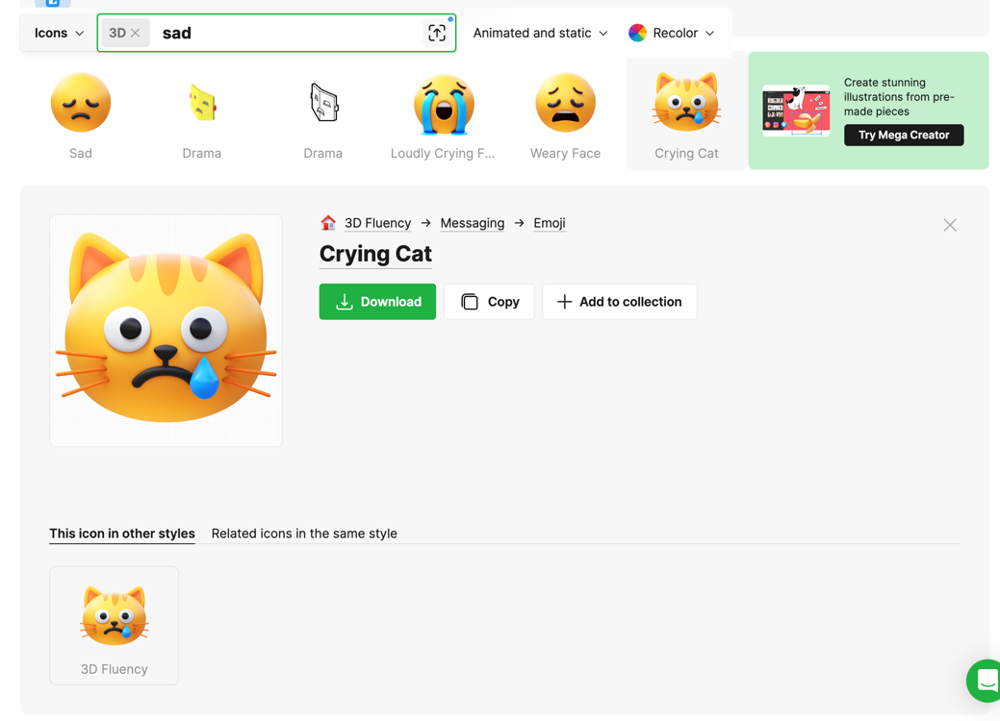 Icons
3D
sad
Animated and static
Recolor
Sad
Drama
Drama
Loudly Crying F...
Weary Face
Crying Cat
Create stunning
illustrations from pre-
made pieces
Try Mega Creator
3D Fluency → Messaging → Emoji
Crying Cat
Download
Copy
Add to collection
This icon in other styles
Related icons in the same style
3D Fluency